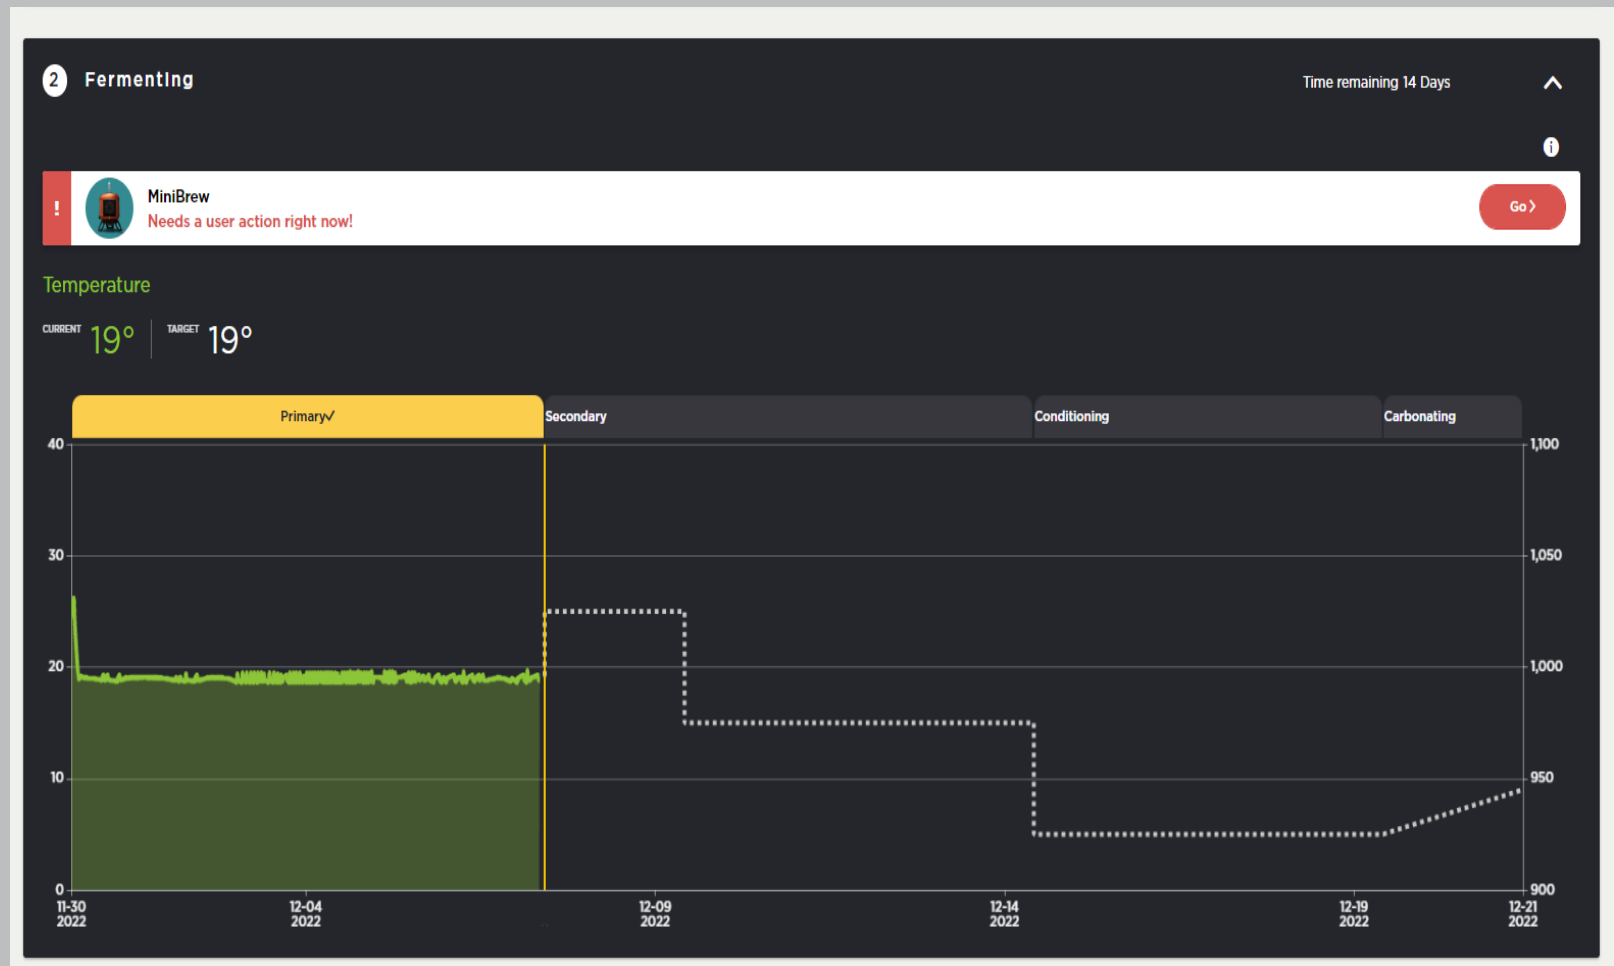 2 Fermenting
Time remaining 14 Days
i
!
MiniBrew
Needs a user action right now!
Go
Temperature
CURRENT 19° TARGET 19°
Primary✓ Secondary Conditioning Carbonating
40 1,100
30 1,050
20 1,000
10 950
0 900
11-30 12-04 12-09 12-14 12-19 12-21
2022 2022 2022 2022 2022 2022